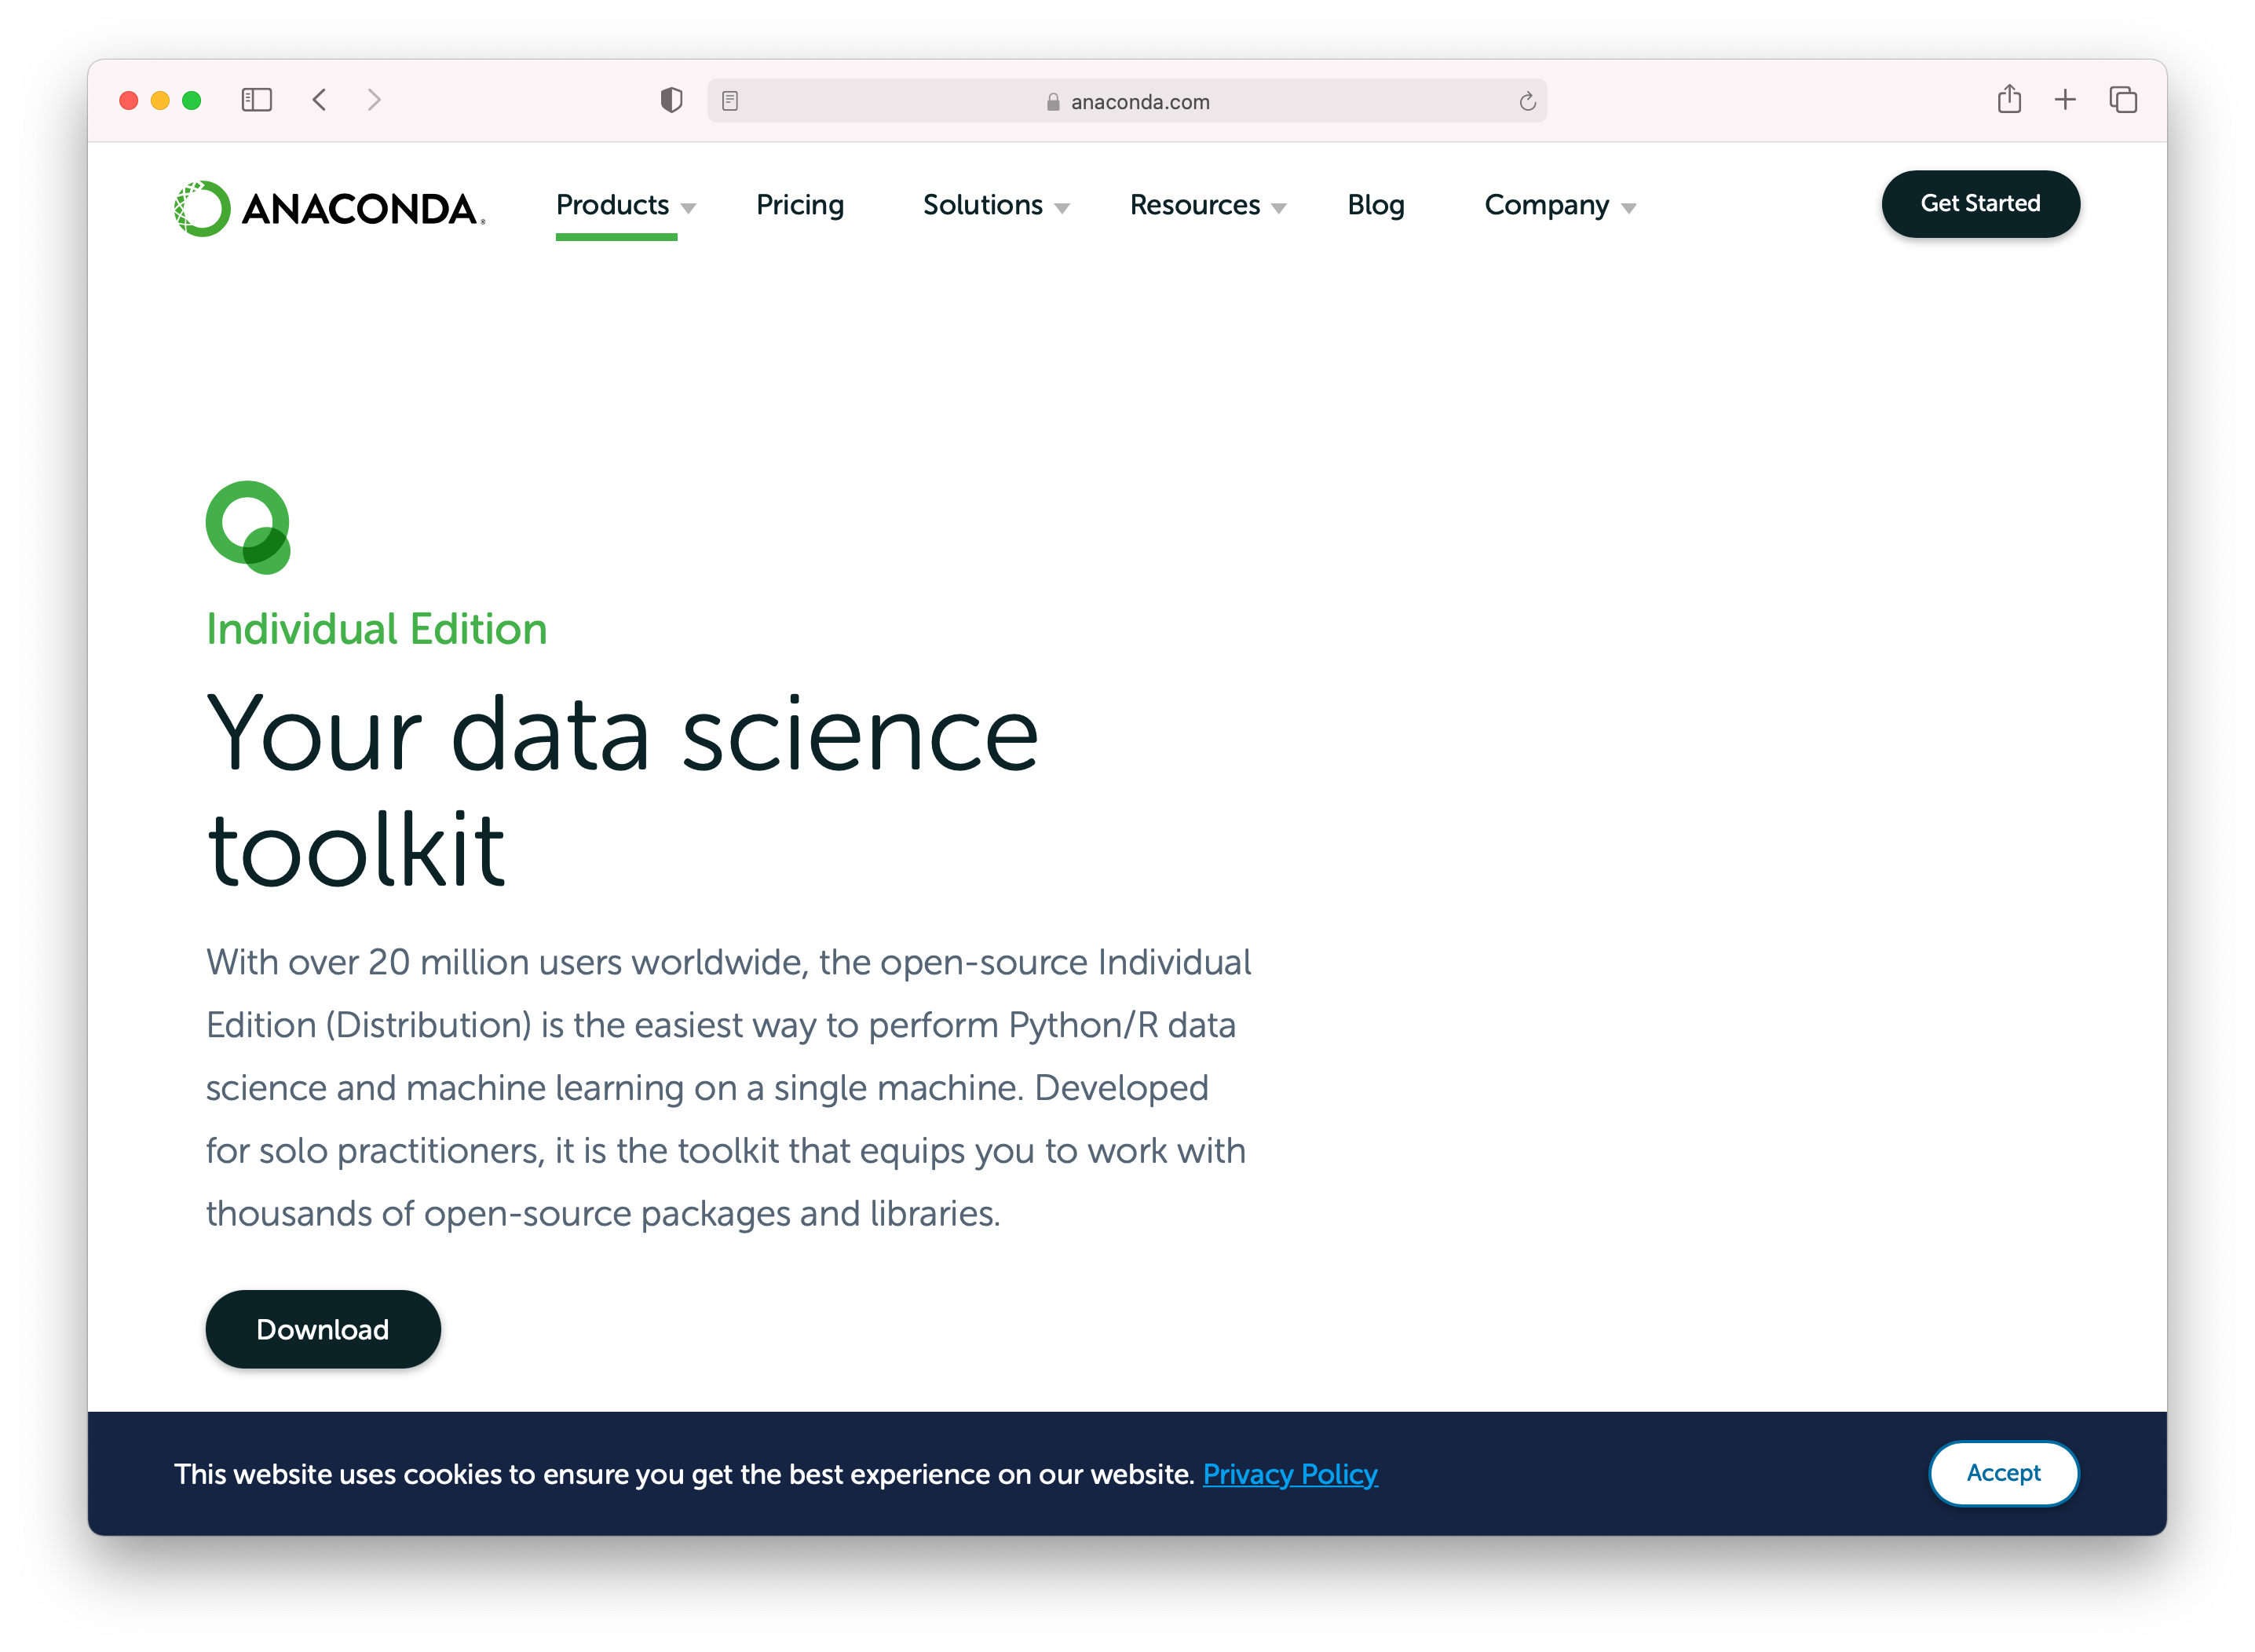 anaconda.com
ANACONDA.
Products
Pricing
Solutions
Resources
Blog
Company
Get Started
Individual Edition
Your data science
toolkit
With over 20 million users worldwide, the open-source Individual
Edition (Distribution) is the easiest way to perform Python/R data
science and machine learning on a single machine. Developed
for solo practitioners, it is the toolkit that equips you to work with
thousands of open-source packages and libraries.
Download
This website uses cookies to ensure you get the best experience on our website. Privacy Policy
Accept